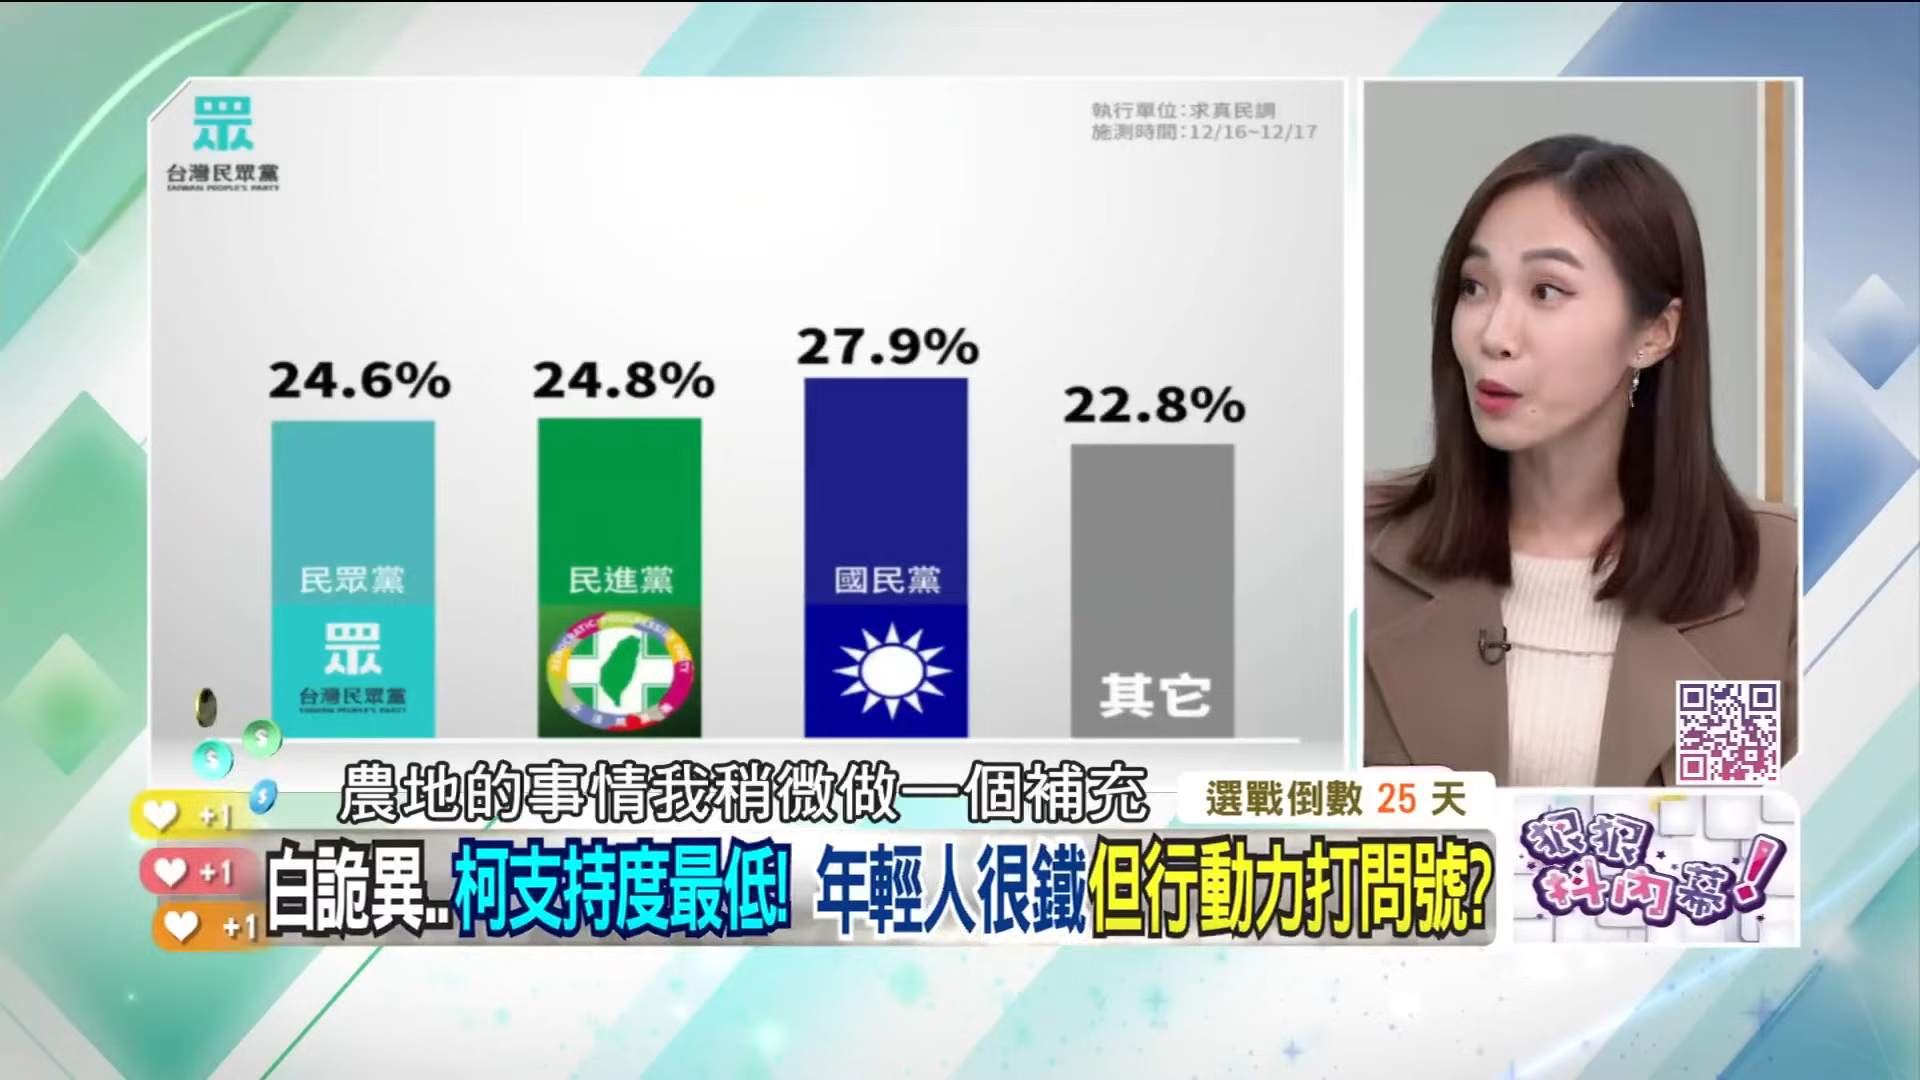 眾
台灣民眾黨
TAIWAN PEOPLE'S PARTY
執行單位:求真民調
施測時間:12/16~12/17
24.6%
24.8%
27.9%
22.8%
民眾黨
民進黨
國民黨
其它
眾
台灣民眾黨
TAIWAN PEOPLE'S PARTY
農地的事情我稍微做一個補充
選戰倒數 25 天
白詭異..柯支持度最低! 年輕人很鐵但行動力打問號?
+1
+1
+1
狠狠
抖內幕!